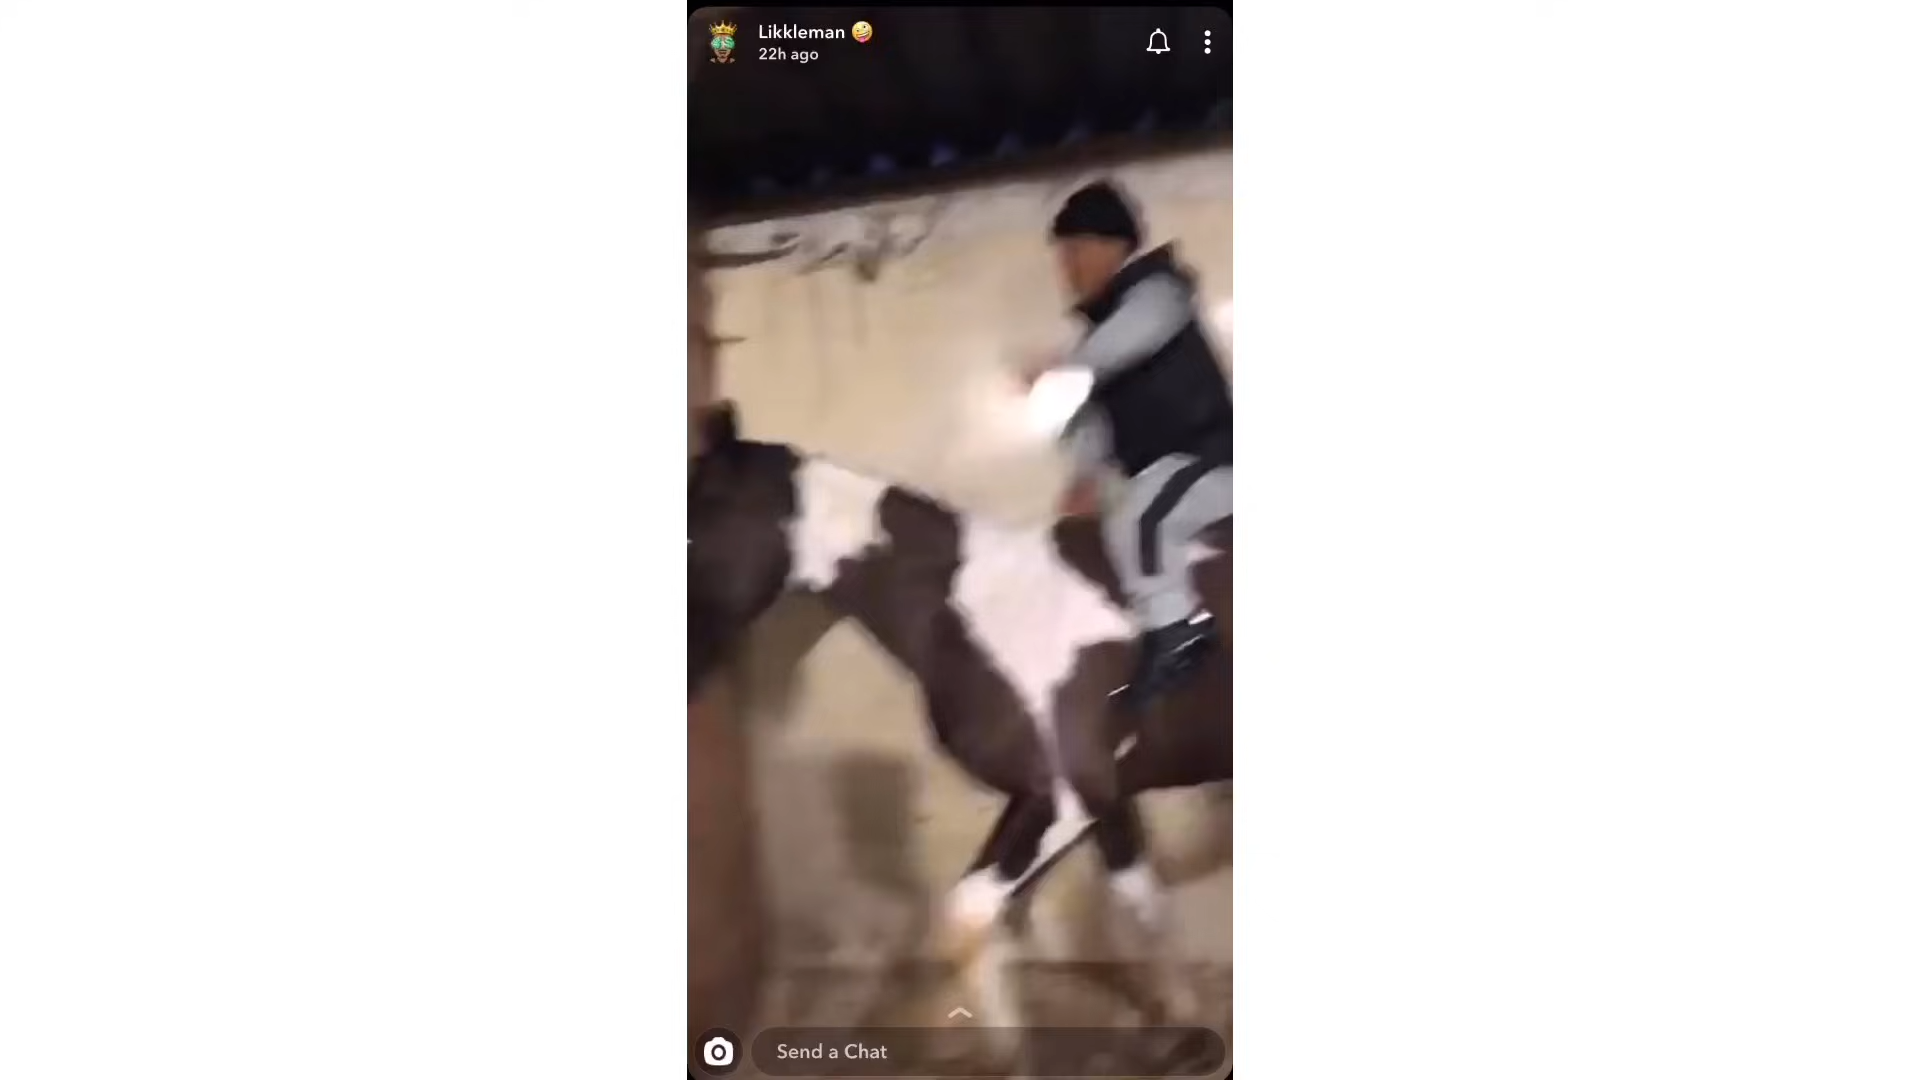 Likkleman 🤪
22h ago
Send a Chat